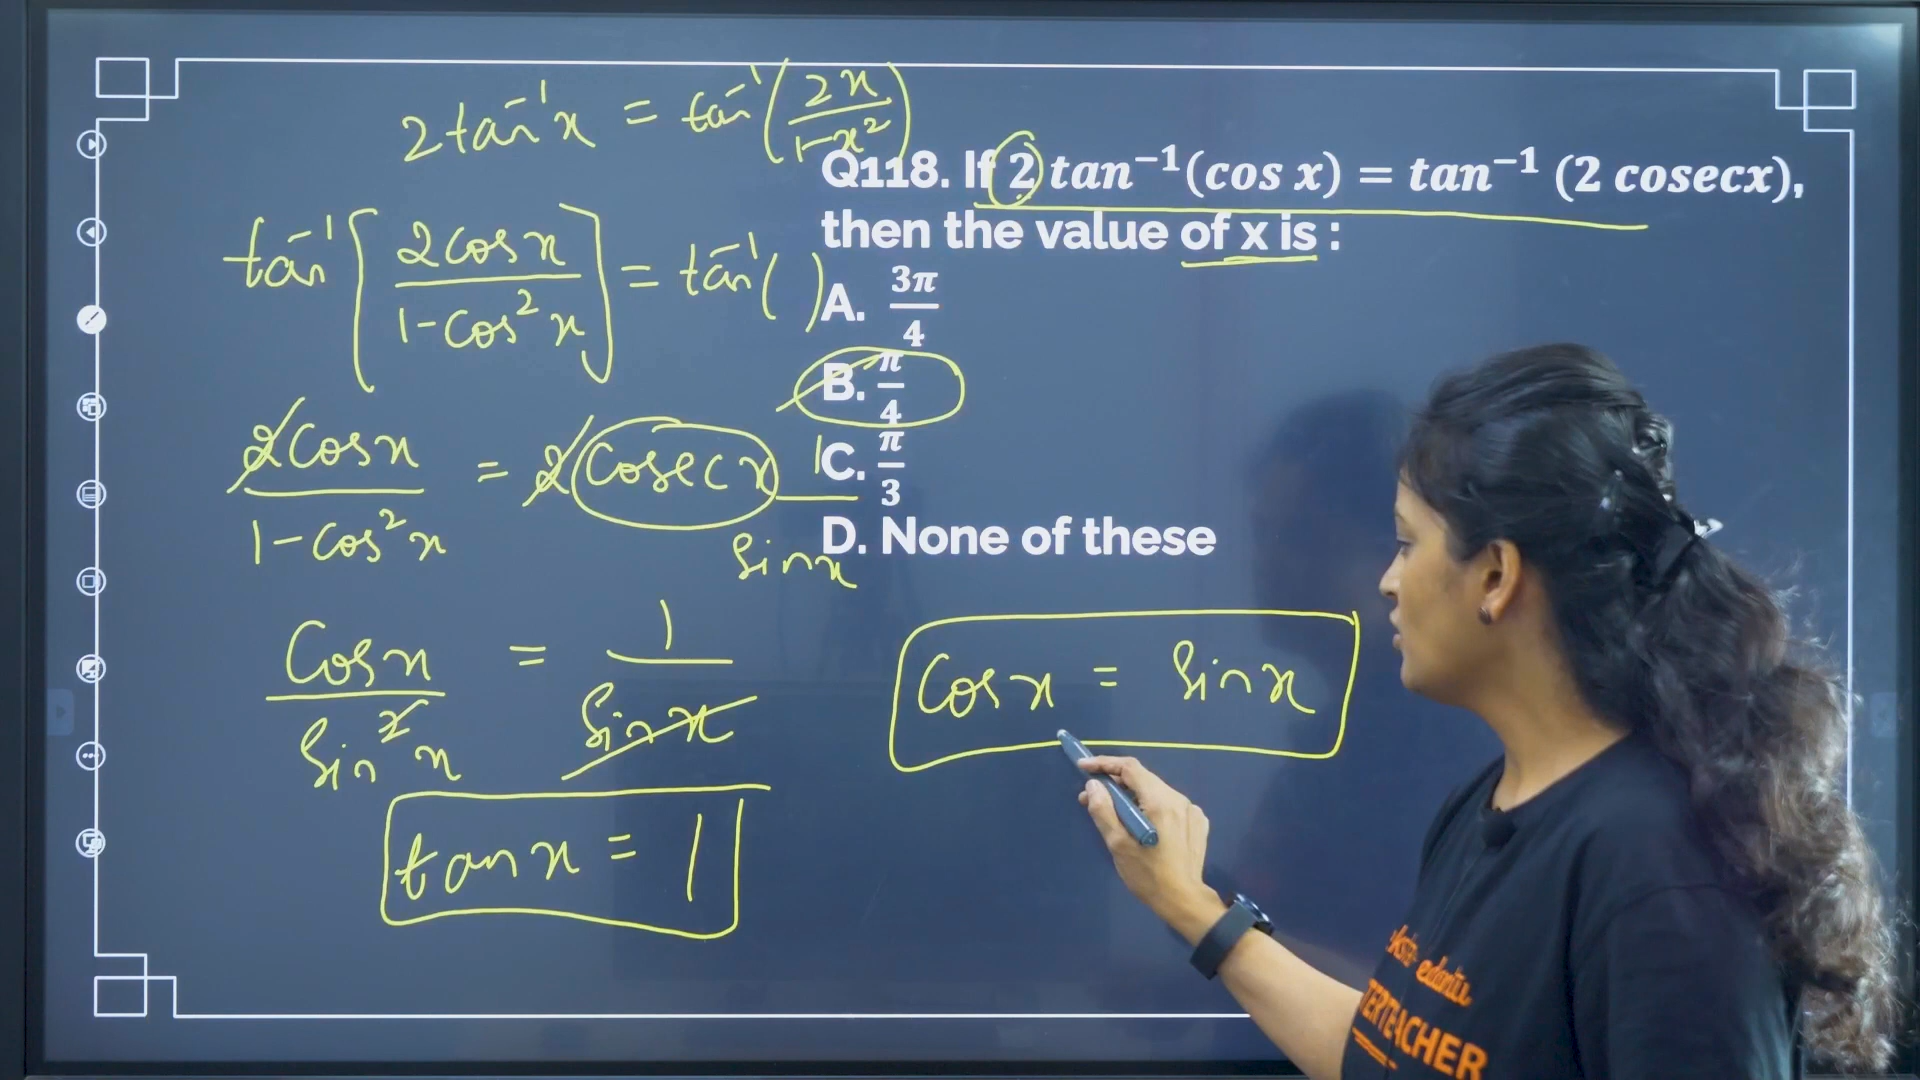 2tan⁻¹x = tan⁻¹(2x/1-x²)
Q118. If 2 tan⁻¹(cos x) = tan⁻¹ (2 cosecx),
then the value of x is :
tan⁻¹[2cosx/1-cos²x] = tan⁻¹( )
A. 3π/4
B. π/4
2cosx/1-cos²x = 2cosecx 1/sinx
C. π/3
D. None of these
cosx/sin²x = 1/sinx
cosx = sinx
tanx = 1
TEACHER